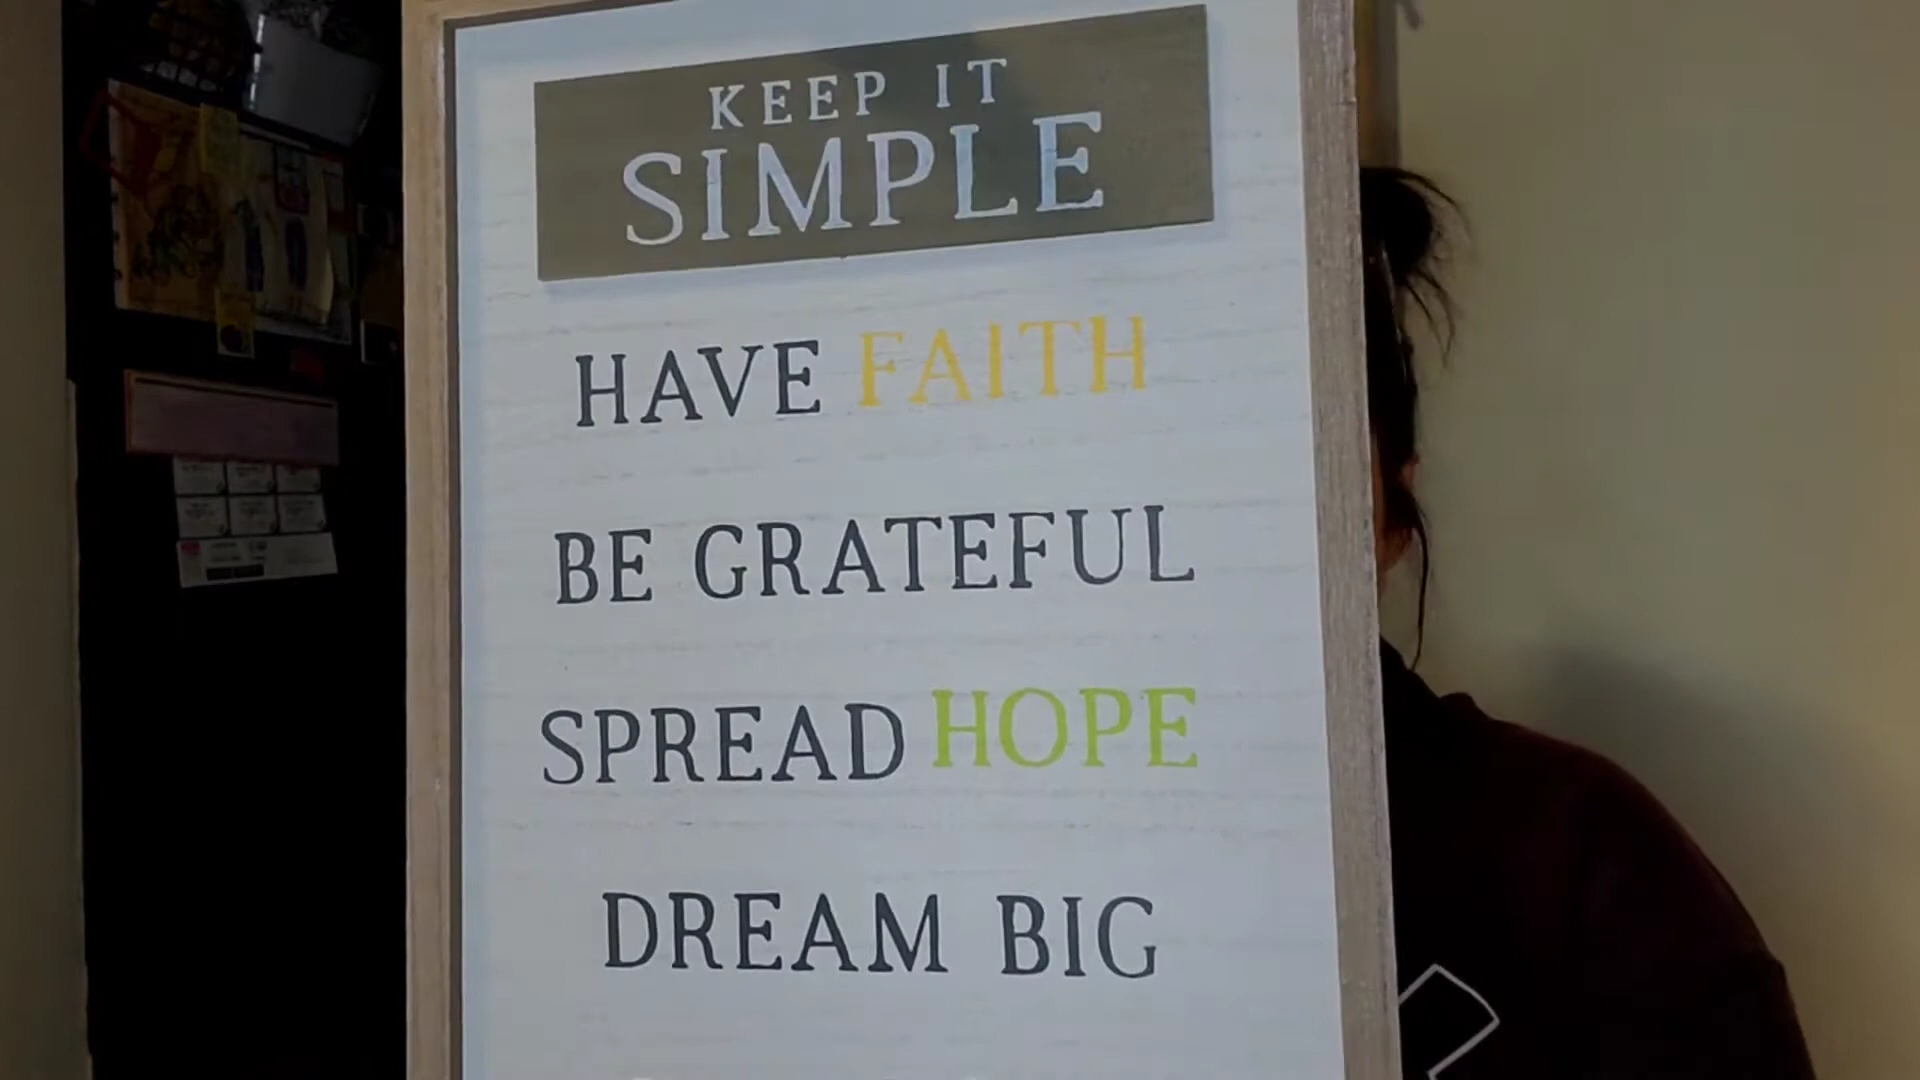 KEEP IT
SIMPLE
HAVE FAITH
BE GRATEFUL
SPREAD HOPE
DREAM BIG